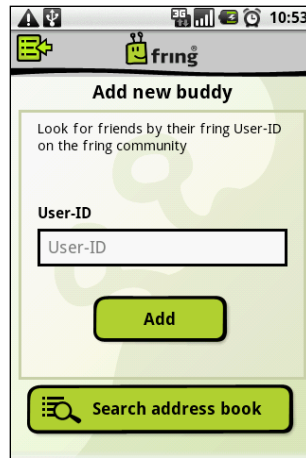 3G 10:53
fring
Add new buddy
Look for friends by their fring User-ID
on the fring community
User-ID
User-ID
Add
Search address book